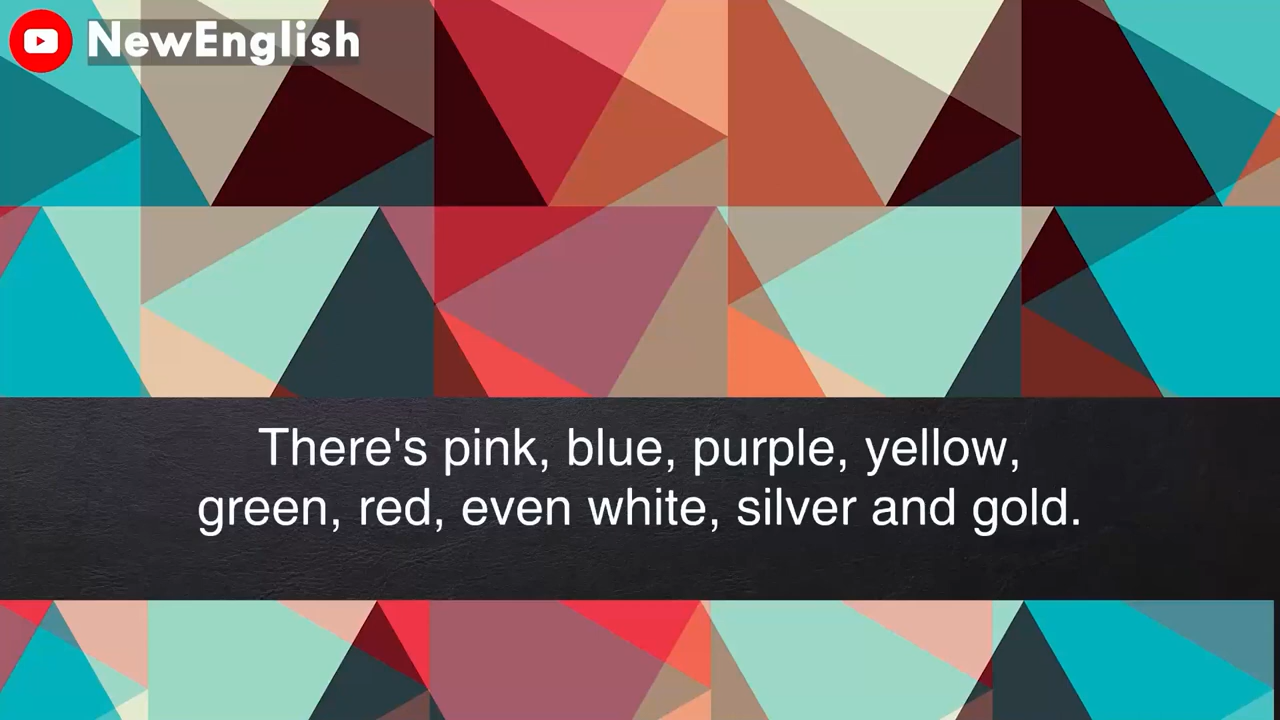 NewEnglish
There's pink, blue, purple, yellow,
green, red, even white, silver and gold.